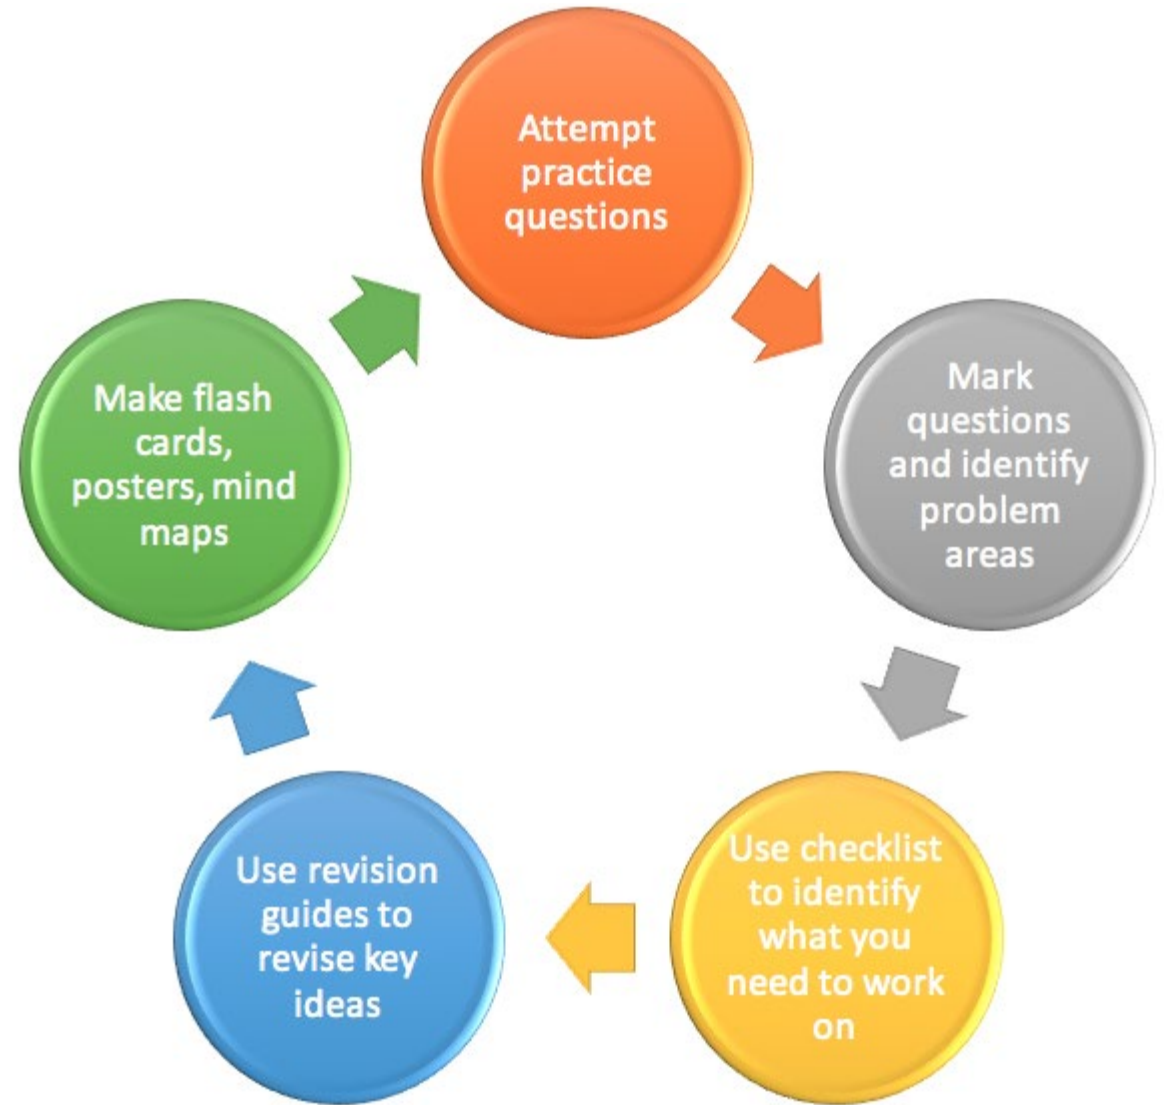 Attempt
practice
questions
Mark
questions
and identify
problem
areas
Use checklist
to identify
what you
need to work
on
Use revision
guides to
revise key
ideas
Make flash
cards,
posters, mind
maps